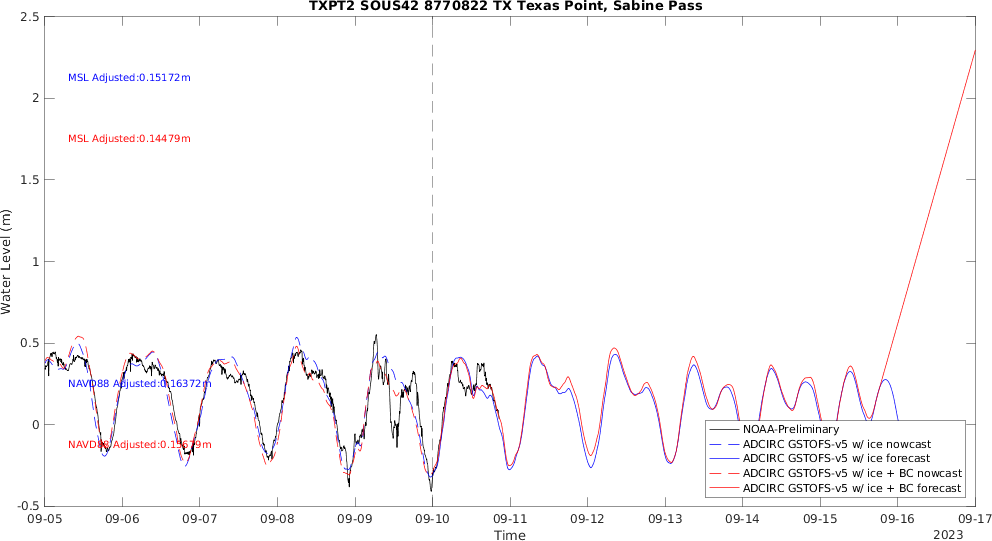 TXPT2 SOUS42 8770822 TX Texas Point, Sabine Pass
2.5
MSL Adjusted:0.15172m
2
MSL Adjusted:0.14479m
1.5
1
Water Level (m)
0.5
NAVD88 Adjusted:0.16372m
0
NAVD88 Adjusted:0.15679m
NOAA-Preliminary
ADCIRC GSTOFS-v5 w/ ice nowcast
ADCIRC GSTOFS-v5 w/ ice forecast
ADCIRC GSTOFS-v5 w/ ice + BC nowcast
ADCIRC GSTOFS-v5 w/ ice + BC forecast
-0.5
09-05 09-06 09-07 09-08 09-09 09-10 09-11 09-12 09-13 09-14 09-15 09-16 09-17
Time
2023